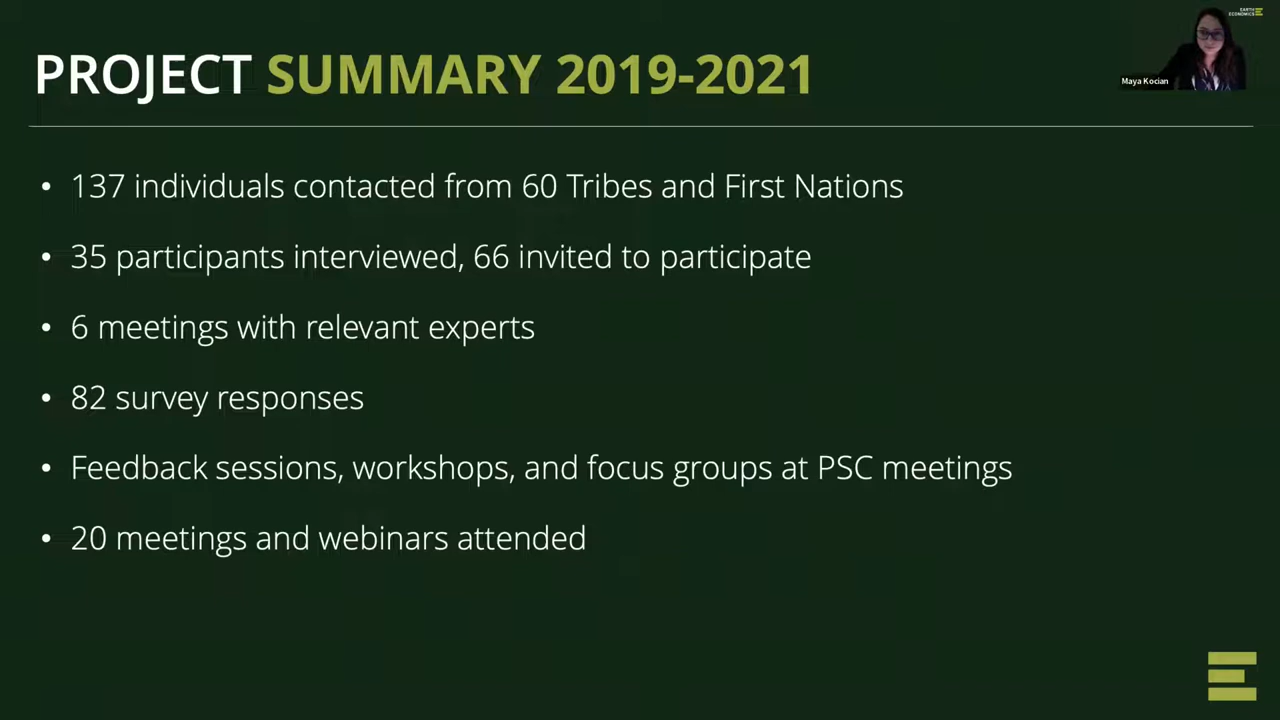 EARTH
ECONOMICS
PROJECT SUMMARY 2019-2021
Maya Kocian
• 137 individuals contacted from 60 Tribes and First Nations
• 35 participants interviewed, 66 invited to participate
• 6 meetings with relevant experts
• 82 survey responses
• Feedback sessions, workshops, and focus groups at PSC meetings
• 20 meetings and webinars attended